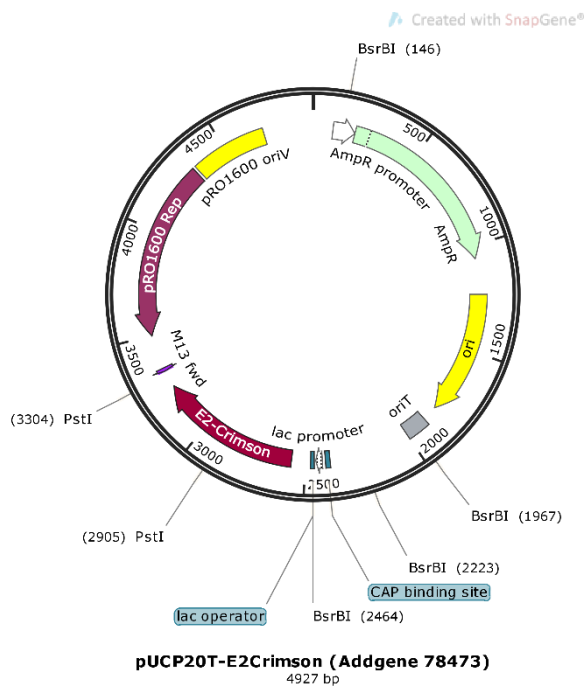 Created with SnapGene®
BsrBI (146)
4500
500
pRO1600 oriV
AmpR promoter
4000
pRO1600 Rep
AmpR
1000
3500
M13 fwd
ori
1500
(3304) PstI
E2-Crimson
lac promoter
oriT
3000
2500
2000
(2905) PstI
BsrBI (1967)
BsrBI (2223)
CAP binding site
lac operator
BsrBI (2464)
pUCP20T-E2Crimson (Addgene 78473)
4927 bp